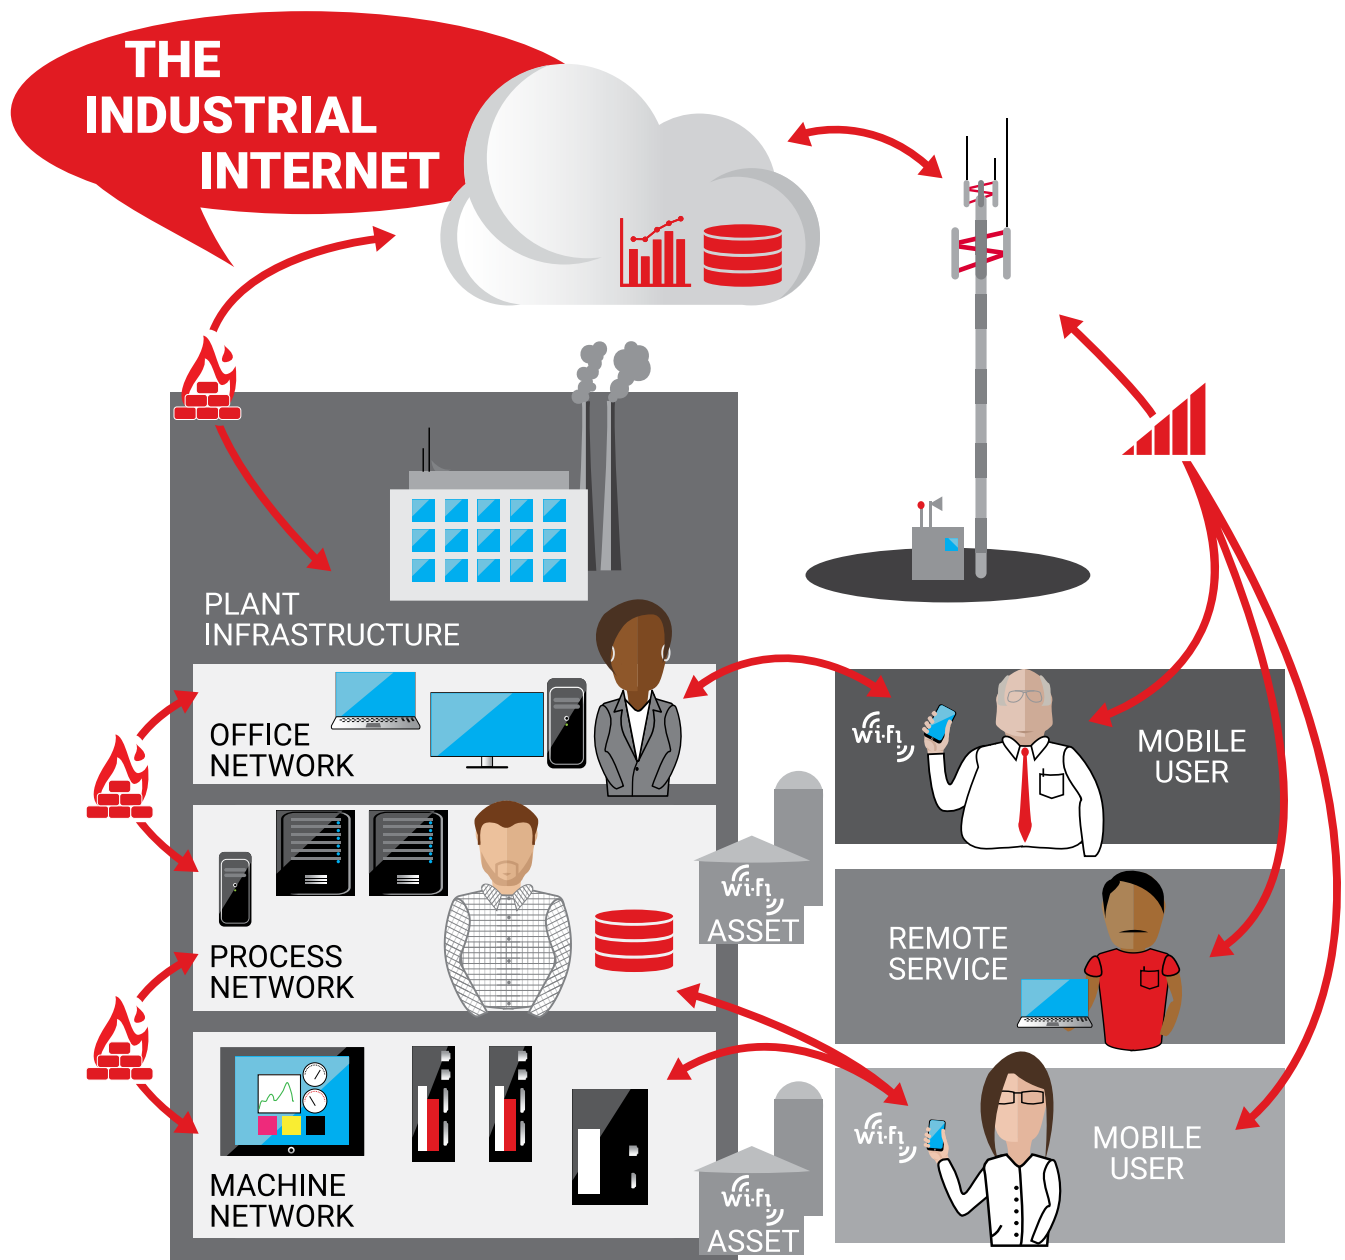 THE
INDUSTRIAL
INTERNET
PLANT
INFRASTRUCTURE
OFFICE
NETWORK
Wi-Fi
MOBILE
USER
PROCESS
NETWORK
Wi-Fi
ASSET
REMOTE
SERVICE
MACHINE
NETWORK
Wi-Fi
ASSET
Wi-Fi
MOBILE
USER